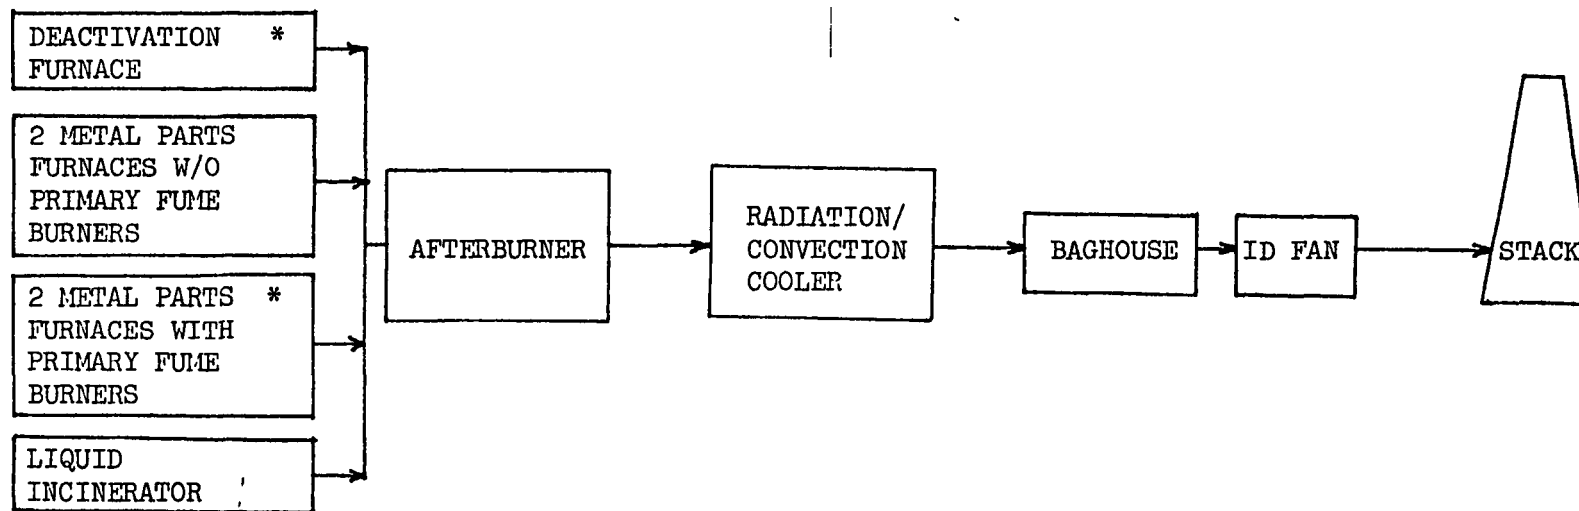 DEACTIVATION *
FURNACE
2 METAL PARTS
FURNACES W/O
PRIMARY FUME
BURNERS
2 METAL PARTS *
FURNACES WITH
PRIMARY FUME
BURNERS
LIQUID
INCINERATOR
AFTERBURNER
RADIATION/
CONVECTION
COOLER
BAGHOUSE
ID FAN
STACK